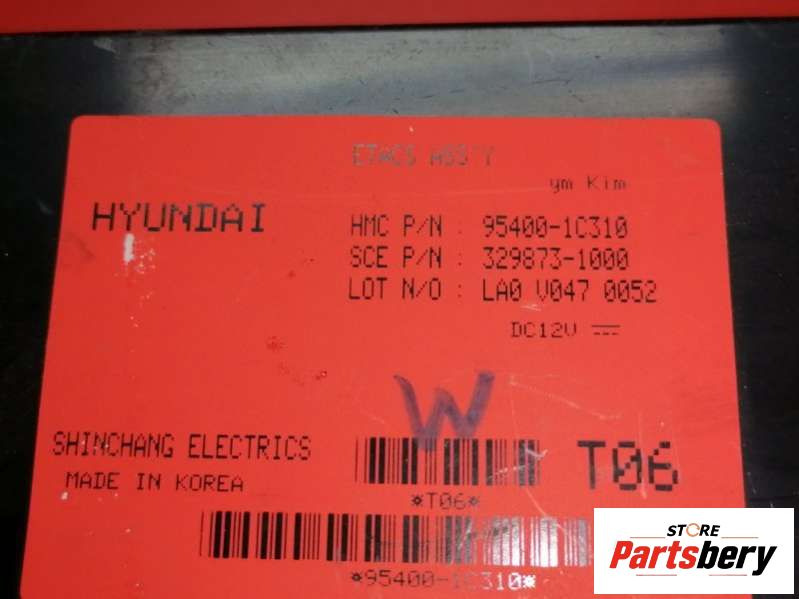 ETACS ASS'Y
ym Kim
HYUNDAI
HMC P/N : 95400-1C310
SCE P/N : 329873-1000
LOT N/O : LA0 V047 0052
DC12V
W
SHINCHANG ELECTRICS
MADE IN KOREA
T06
*T06*
*95400-1C310*
STORE
Partsbery